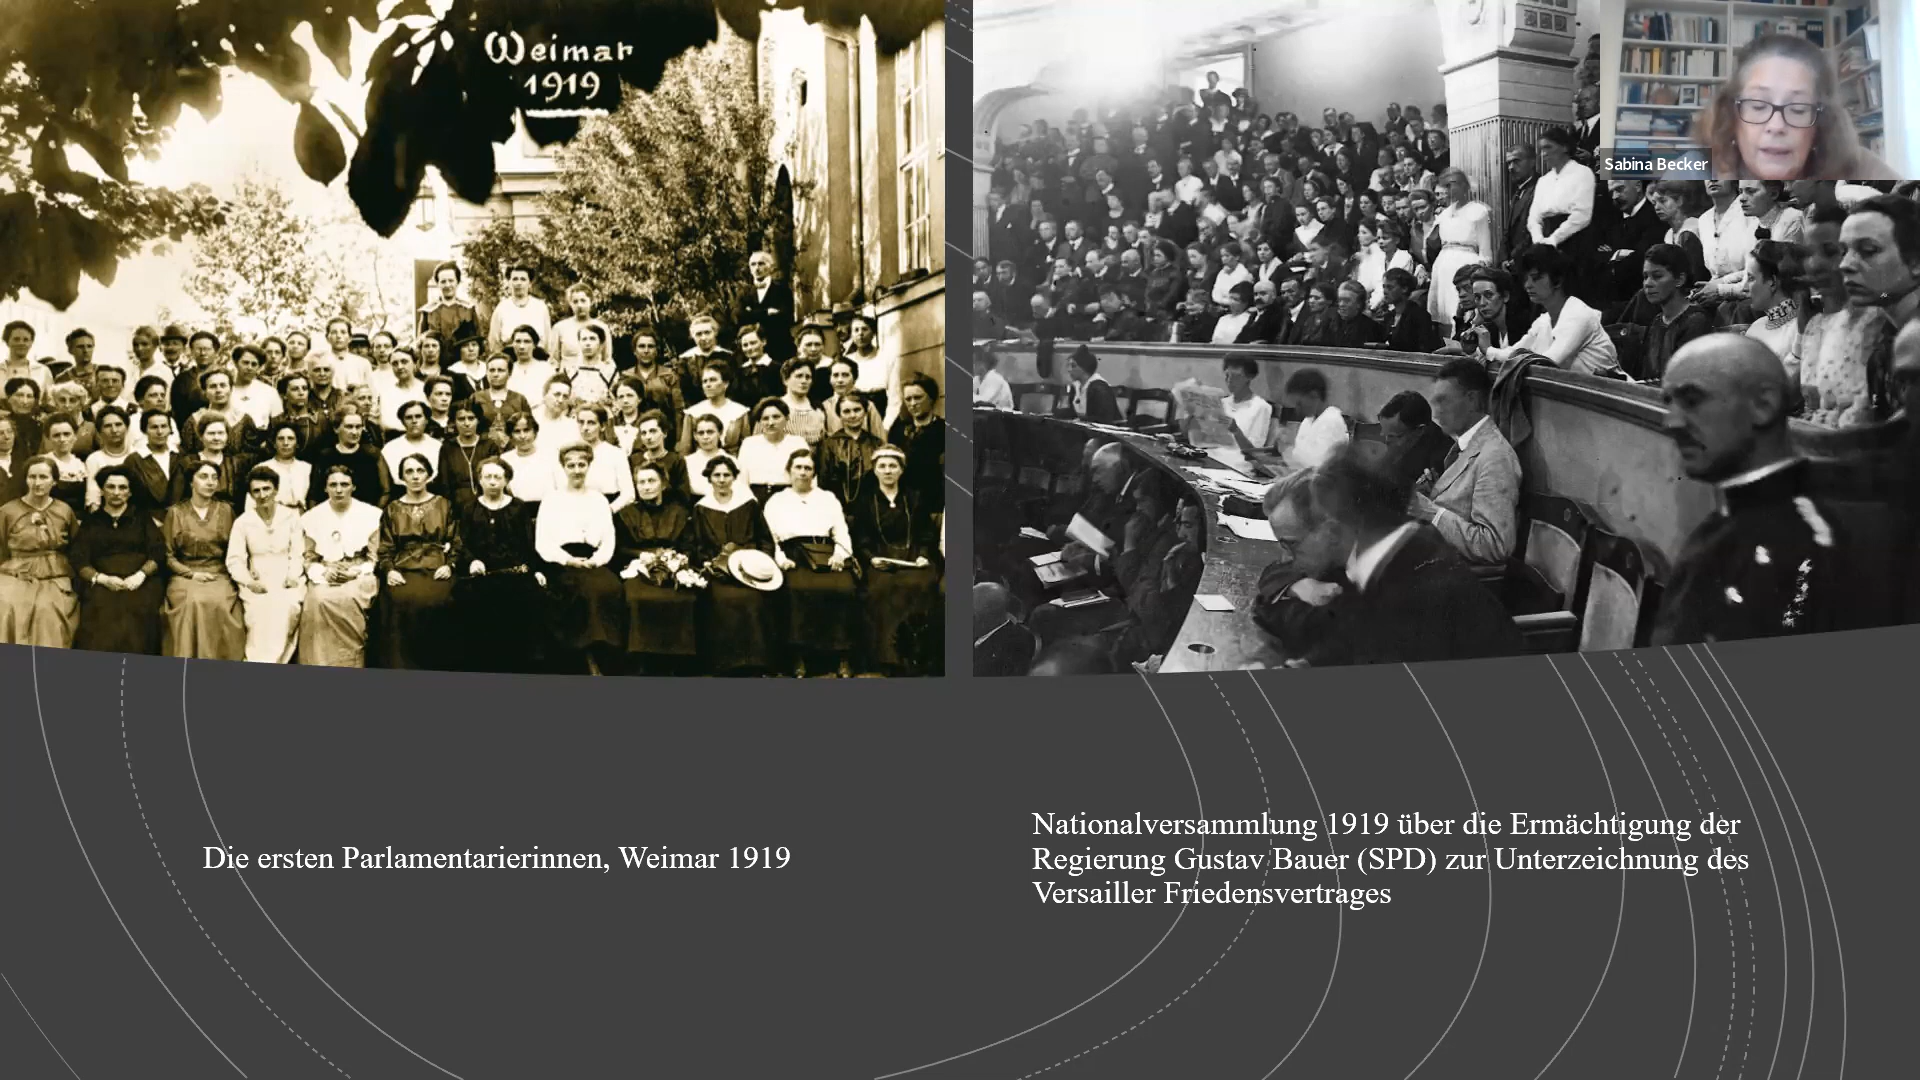 Weimar
1919
Sabina Becker
Die ersten Parlamentarierinnen, Weimar 1919
Nationalversammlung 1919 über die Ermächtigung der
Regierung Gustav Bauer (SPD) zur Unterzeichnung des
Versailler Friedensvertrages